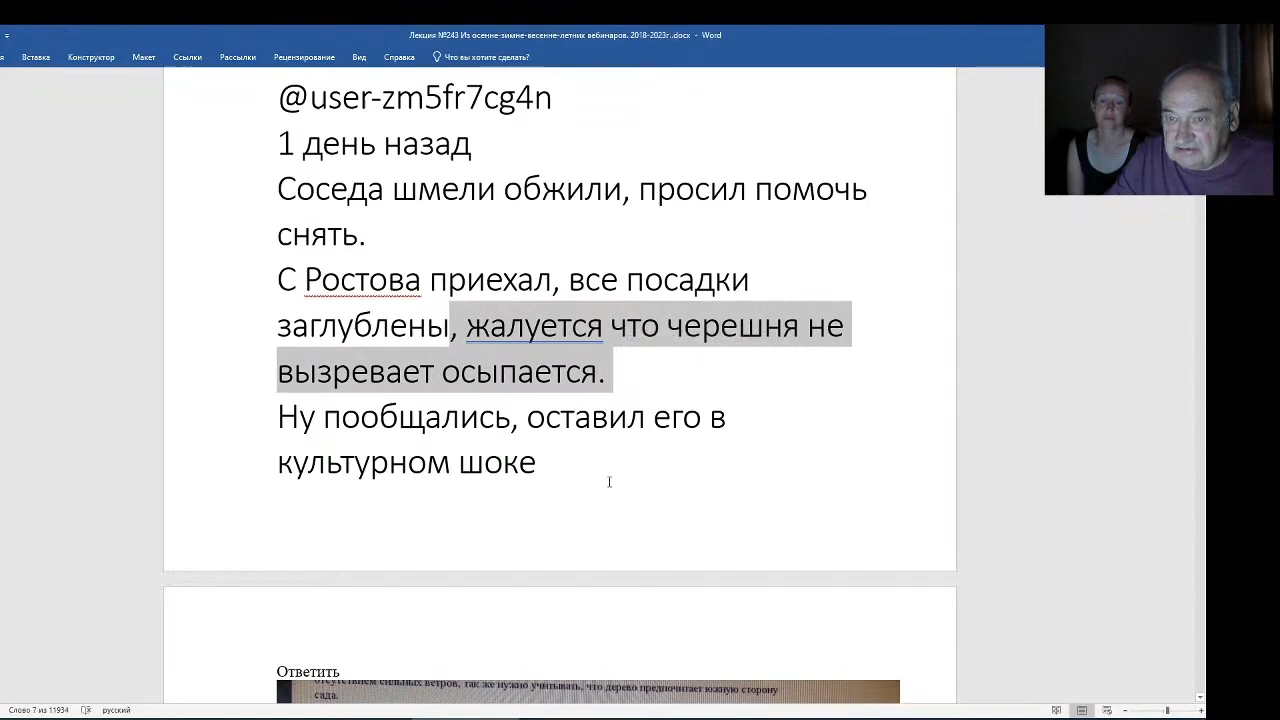 Лекция №243 Из осенне-зимне-весенне-летних вебинаров. 2018-2023г..docx - Word
Вставка Конструктор Макет Ссылки Рассылки Рецензирование Вид Справка Что вы хотите сделать?
@user-zm5fr7cg4n
1 день назад
Соседа шмели обжили, просил помочь
снять.
С Ростова приехал, все посадки
заглублены, жалуется что черешня не
вызревает осыпается.
Ну пообщались, оставил его в
культурном шоке
Ответить
отсутствием сильных ветров, так же нужно учитывать, что дерево предпочитает южную сторону
сада.
Слово 7 из 11934 русский